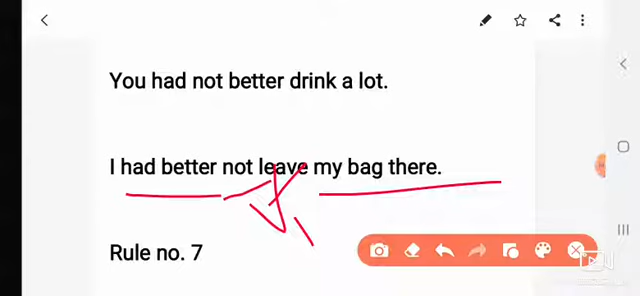 You had not better drink a lot.
I had better not leave my bag there.
Rule no. 7